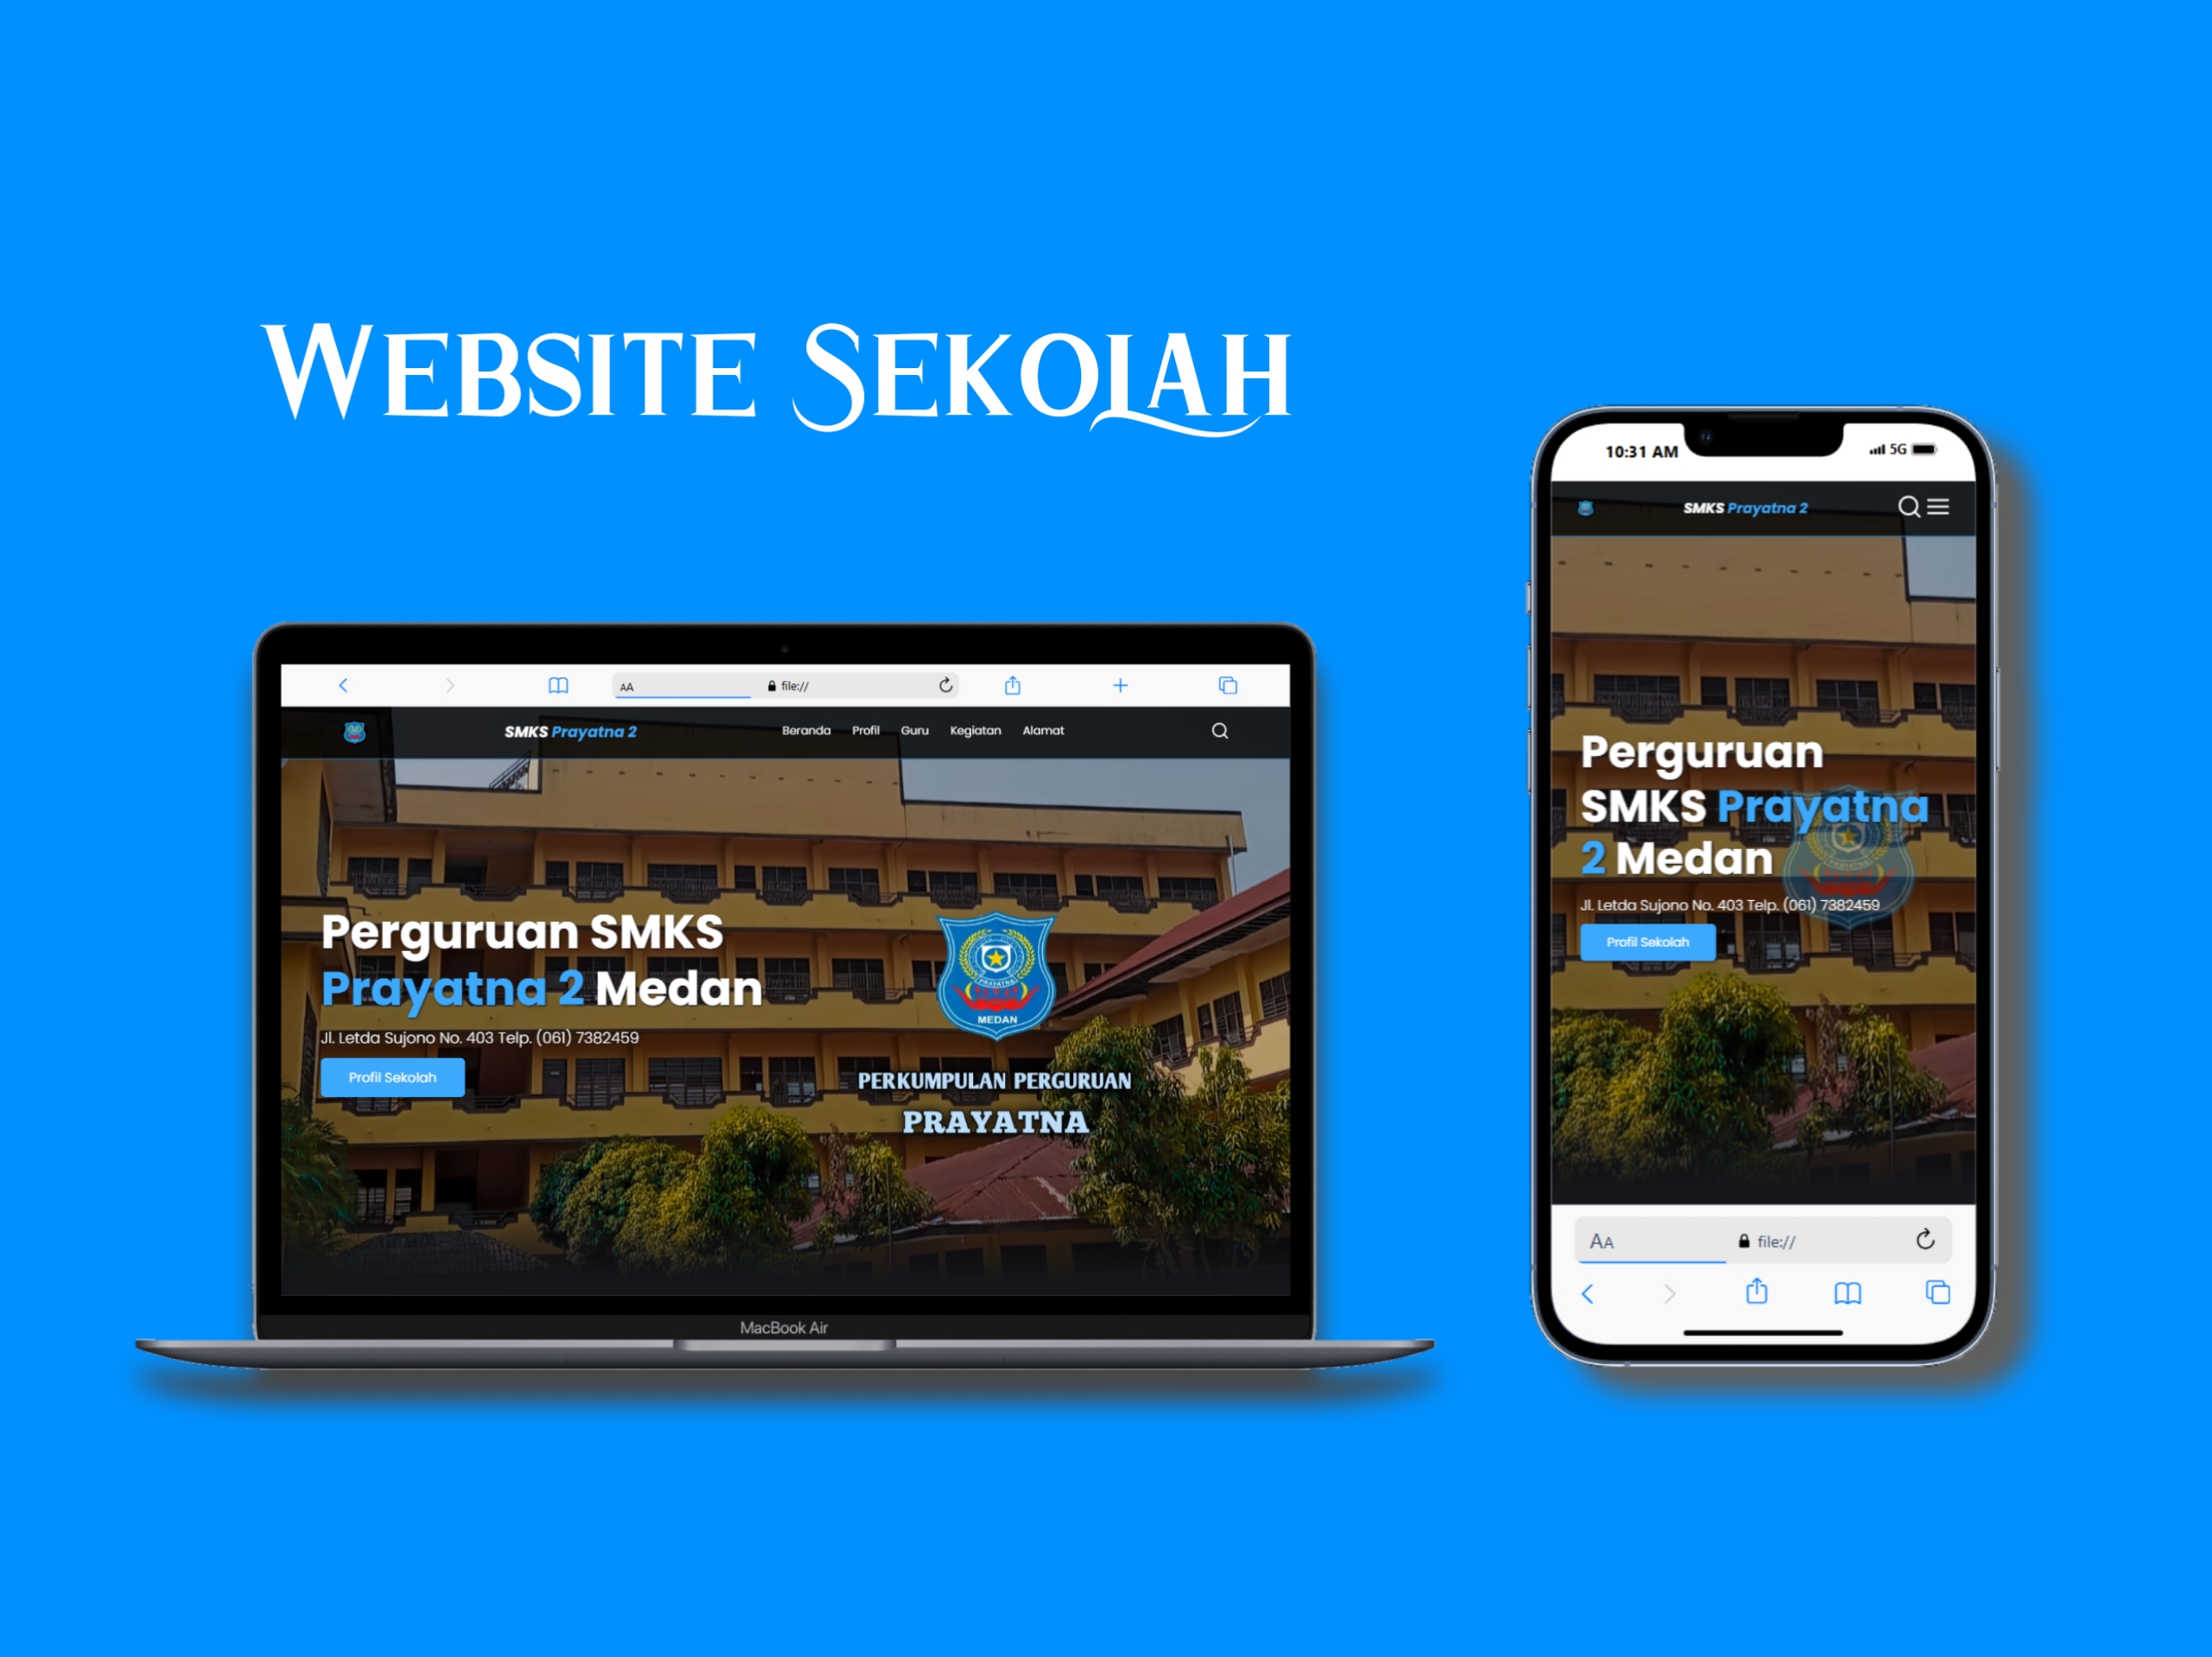 WEBSITE SEKOLAH
AA file://
SMKS Prayatna 2 Beranda Profil Guru Kegiatan Alamat
Perguruan SMKS
Prayatna 2 Medan
Jl. Letda Sujono No. 403 Telp. (061) 7382459
Profil Sekolah
PRAYATNA
MEDAN
PERKUMPULAN PERGURUAN
PRAYATNA
MacBook Air
10:31 AM 5G
SMKS Prayatna 2
Perguruan
SMKS Prayatna
2 Medan
Jl. Letda Sujono No. 403 Telp. (061) 7382459
Profil Sekolah
AA file://